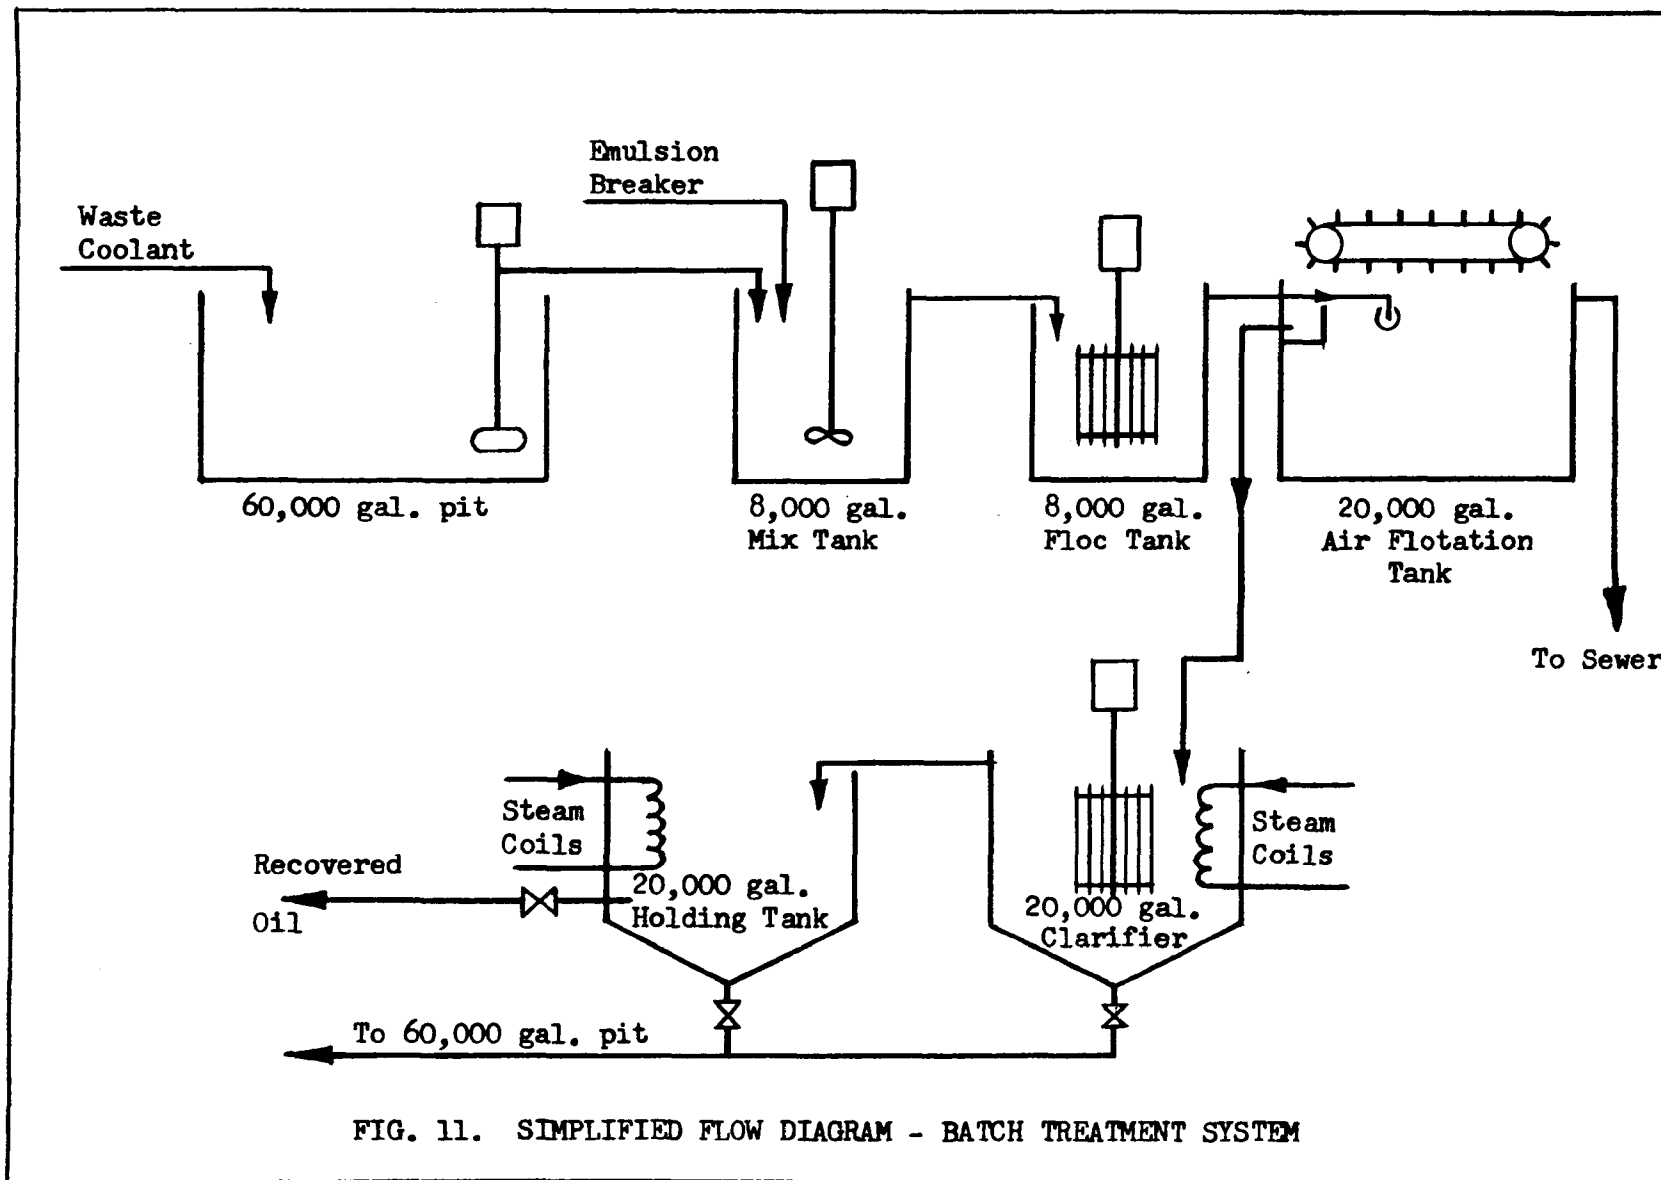 Waste
Coolant
Emulsion
Breaker
60,000 gal. pit
8,000 gal.
Mix Tank
8,000 gal.
Floc Tank
20,000 gal.
Air Flotation
Tank
To Sewer
Steam
Coils
Recovered
Oil
20,000 gal.
Holding Tank
20,000 gal.
Clarifier
Steam
Coils
To 60,000 gal. pit
FIG. 11. SIMPLIFIED FLOW DIAGRAM - BATCH TREATMENT SYSTEM